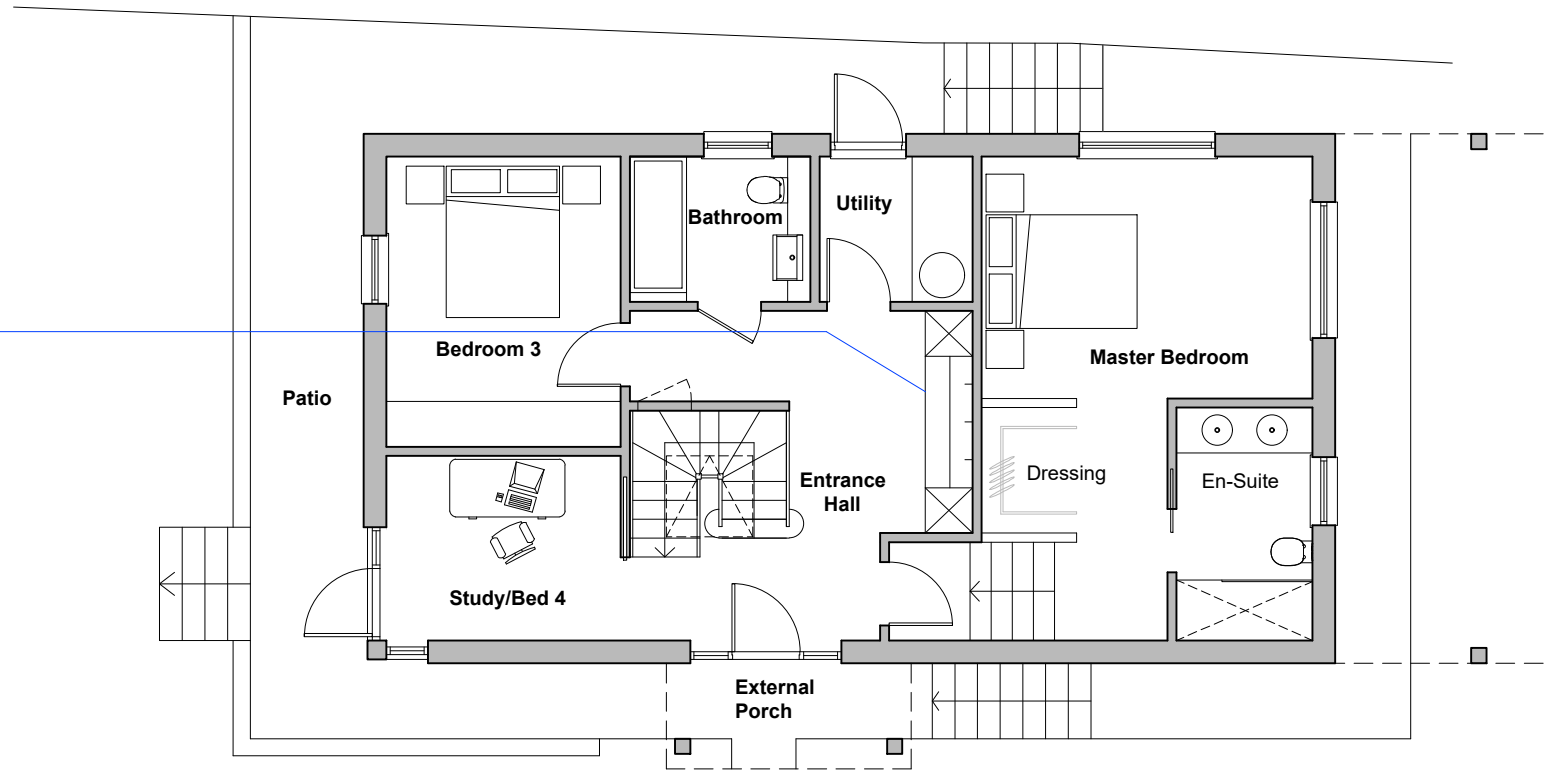 Utility
Bathroom
Bedroom 3
Master Bedroom
Patio
Dressing
Entrance
Hall
En-Suite
Study/Bed 4
External
Porch